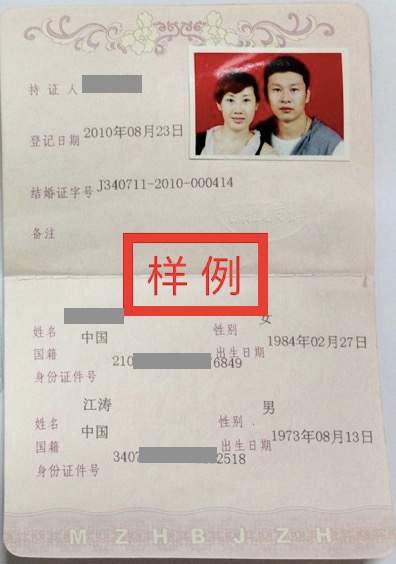 持证人
登记日期 2010年08月23日
结婚证字号 J340711-2010-000414
备注
样例
姓名 性别 女
国籍 中国 出生日期 1984年02月27日
身份证件号 210 6849
姓名 江涛 性别 男
国籍 中国 出生日期 1973年08月13日
身份证件号 3407 2518
MZHBJZH